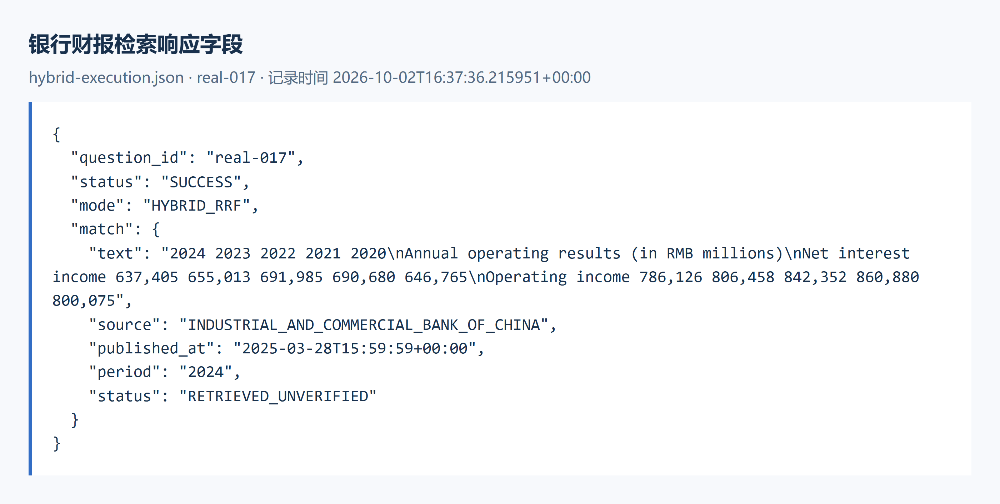 银行财报检索响应字段
hybrid-execution.json · real-017 · 记录时间 2026-10-02T16:37:36.215951+00:00
{
  "question_id": "real-017",
  "status": "SUCCESS",
  "mode": "HYBRID_RRF",
  "match": {
    "text": "2024 2023 2022 2021 2020\nAnnual operating results (in RMB millions)\nNet interest
income 637,405 655,013 691,985 690,680 646,765\nOperating income 786,126 806,458 842,352 860,880
800,075",
    "source": "INDUSTRIAL_AND_COMMERCIAL_BANK_OF_CHINA",
    "published_at": "2025-03-28T15:59:59+00:00",
    "period": "2024",
    "status": "RETRIEVED_UNVERIFIED"
  }
}